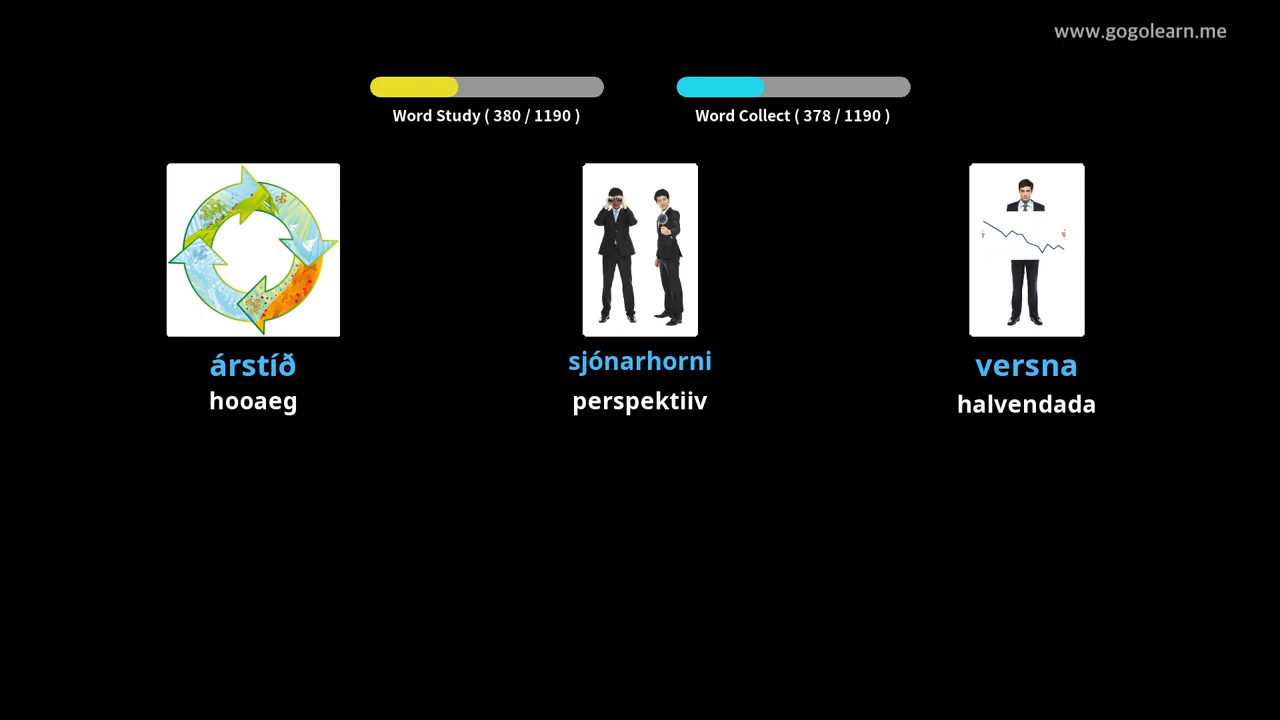 www.gogolearn.me
Word Study ( 380 / 1190 )
Word Collect ( 378 / 1190 )
árstíð
sjónarhorni
versna
hooaeg
perspektiiv
halvendada